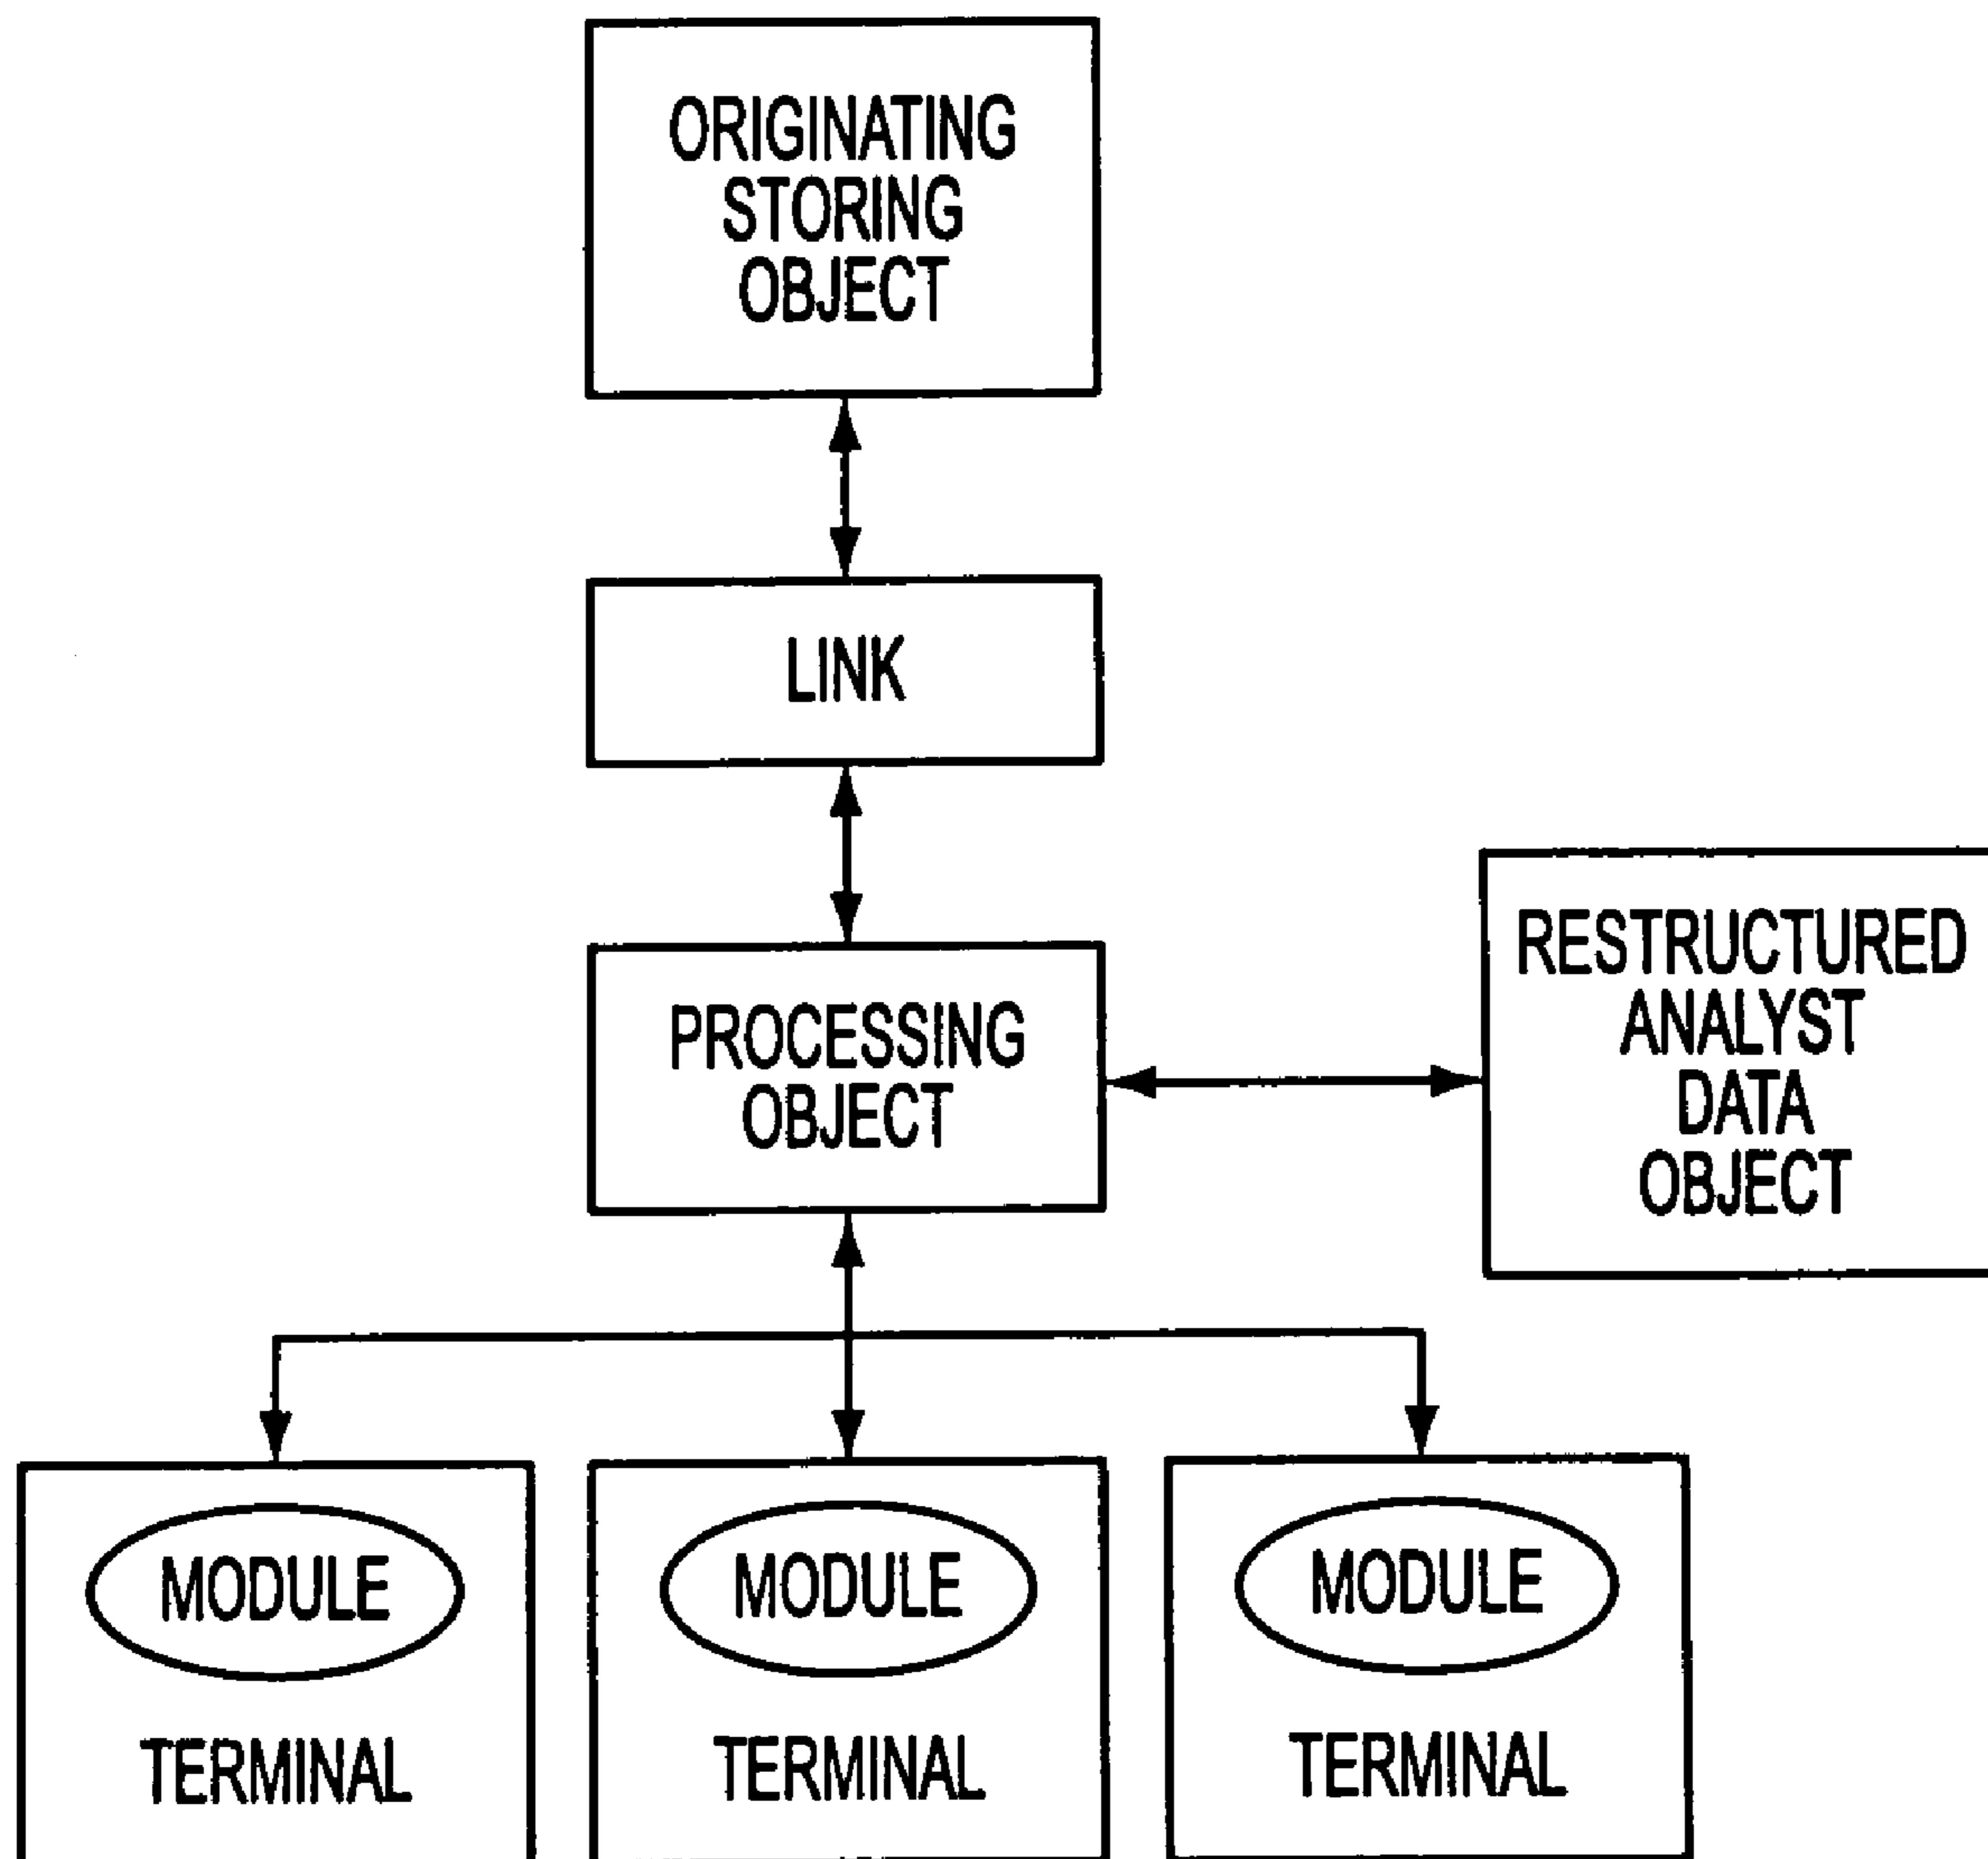 ORIGINATING
STORING
OBJECT
LINK
PROCESSING
OBJECT
RESTRUCTURED
ANALYST
DATA
OBJECT
MODULE
TERMINAL
MODULE
TERMINAL
MODULE
TERMINAL